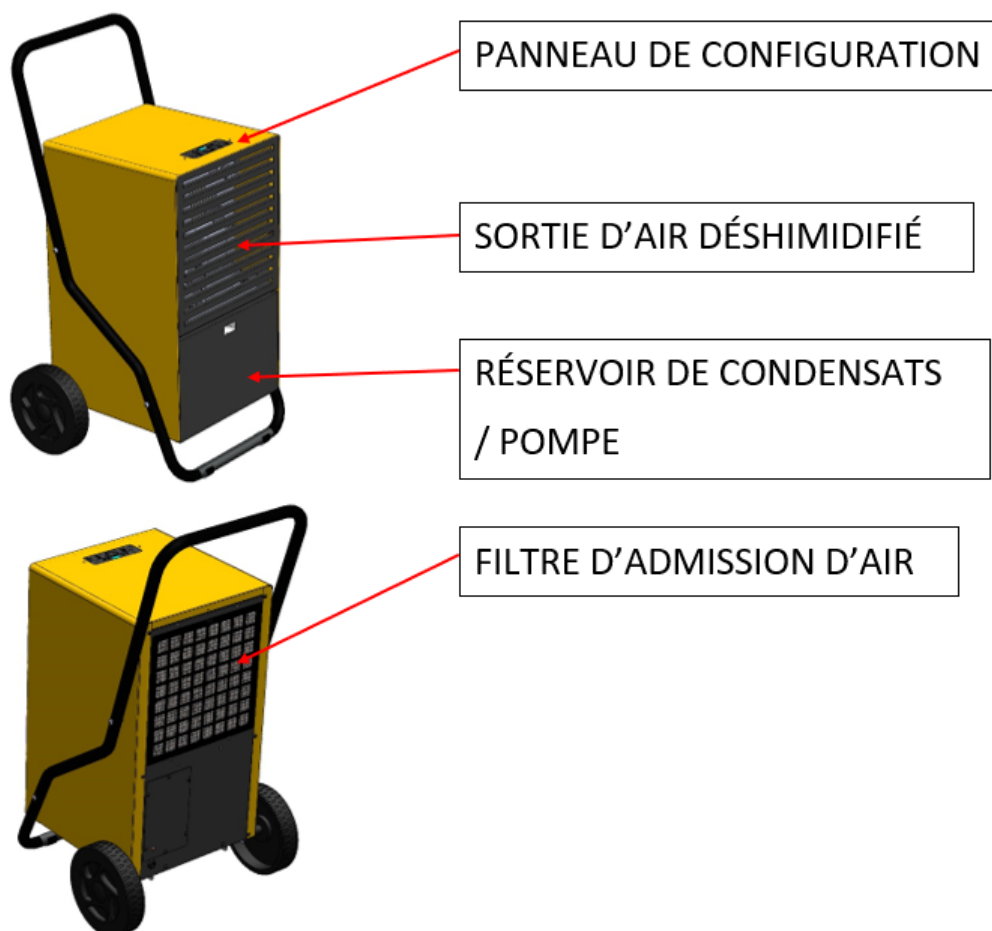 PANNEAU DE CONFIGURATION
SORTIE D’AIR DÉSHIMIDIFIÉ
RÉSERVOIR DE CONDENSATS
/ POMPE
FILTRE D’ADMISSION D’AIR